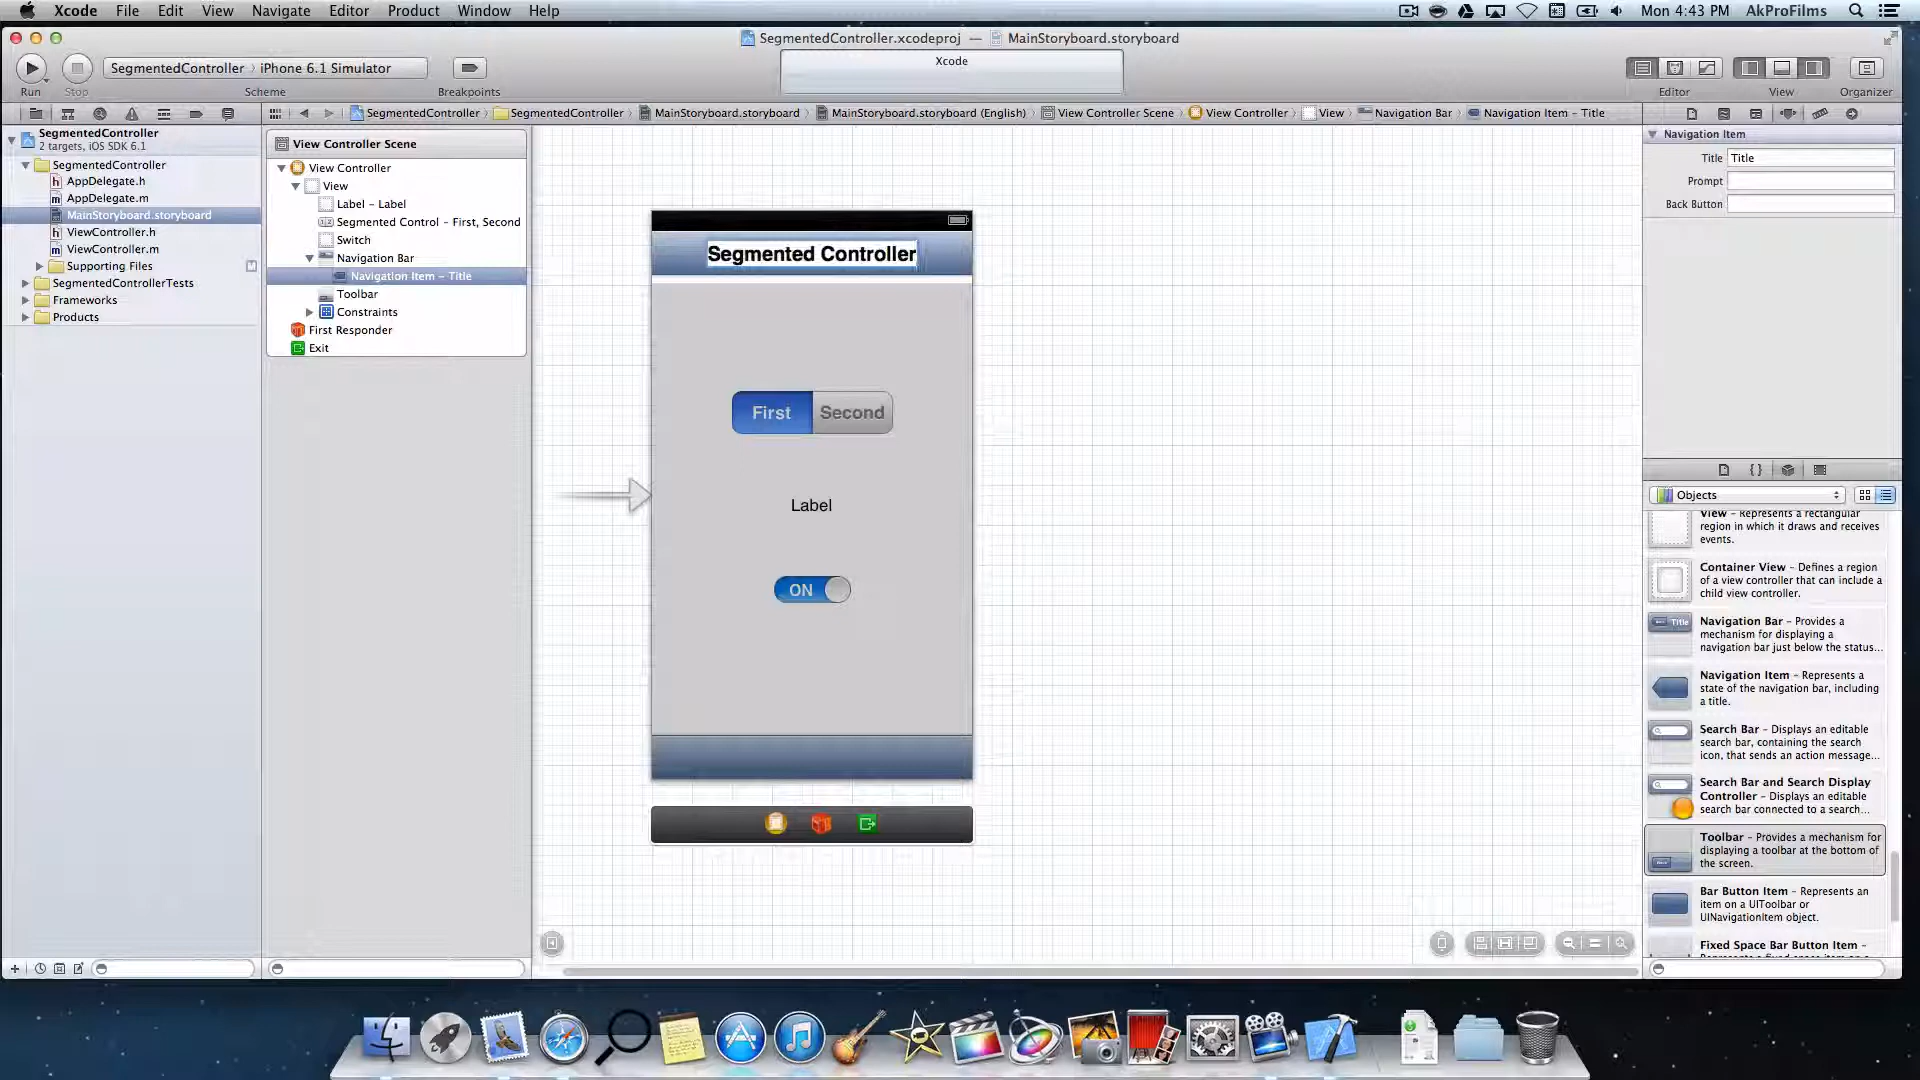 Xcode File Edit View Navigate Editor Product Window Help Mon 4:43 PM AkProFilms
SegmentedController.xcodeproj — MainStoryboard.storyboard
SegmentedController › iPhone 6.1 Simulator
Xcode
Run Stop Scheme Breakpoints Editor View Organizer
SegmentedController › SegmentedController › MainStoryboard.storyboard › MainStoryboard.storyboard (English) › View Controller Scene › View Controller › View › Navigation Bar › Navigation Item – Title
SegmentedController
2 targets, iOS SDK 6.1
SegmentedController
AppDelegate.h
AppDelegate.m
MainStoryboard.storyboard
ViewController.h
ViewController.m
Supporting Files
SegmentedControllerTests
Frameworks
Products
View Controller Scene
View Controller
View
Label – Label
Segmented Control – First, Second
Switch
Navigation Bar
Navigation Item – Title
Toolbar
Constraints
First Responder
Exit
Segmented Controller
First Second
Label
ON
Navigation Item
Title Title
Prompt
Back Button
Objects
View – Represents a rectangular
region in which it draws and receives
events.
Container View – Defines a region
of a view controller that can include a
child view controller.
Navigation Bar – Provides a
mechanism for displaying a
navigation bar just below the status...
Navigation Item – Represents a
state of the navigation bar, including
a title.
Search Bar – Displays an editable
search bar, containing the search
icon, that sends an action message...
Search Bar and Search Display
Controller – Displays an editable
search bar connected to a search...
Toolbar – Provides a mechanism for
displaying a toolbar at the bottom of
the screen.
Bar Button Item – Represents an
item on a UIToolbar or
UINavigationItem object.
Fixed Space Bar Button Item –